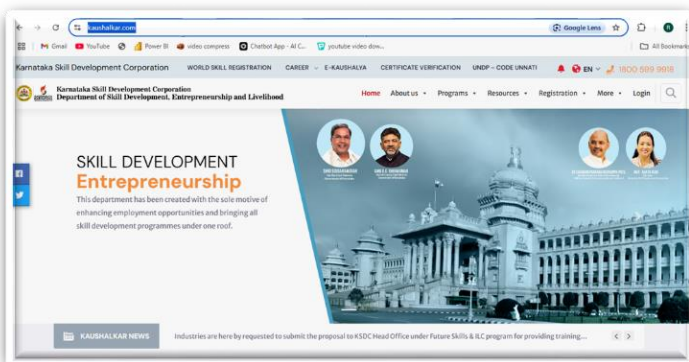 kaushalkar.com
Google Lens
Gmail YouTube Power BI video compress Chatbot App - AI C... youtube video dow...
All Bookmarks
Karnataka Skill Development Corporation WORLD SKILL REGISTRATION CAREER E-KAUSHALYA CERTIFICATE VERIFICATION UNDP - CODE UNNATI EN 1800 599 9918
Karnataka Skill Development Corporation
Department of Skill Development, Entrepreneurship and Livelihood
Home About us Programs Resources Registration More Login
SKILL DEVELOPMENT
Entrepreneurship
This department has been created with the sole motive of
enhancing employment opportunities and bringing all
skill development programmes under one roof.
KAUSHALKAR NEWS
Industries are here by requested to submit the proposal to KSDC Head Office under Future Skills & ILC program for providing training...